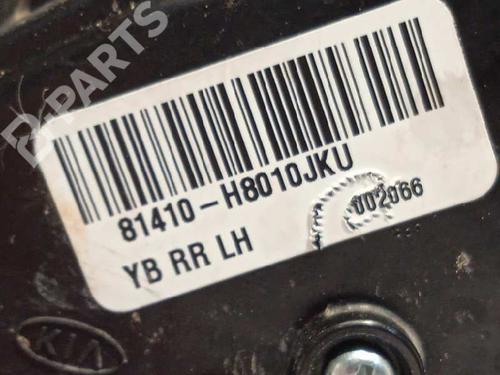 B-PARTS
81410-H8010JKU
002066
YB RR LH
KIA